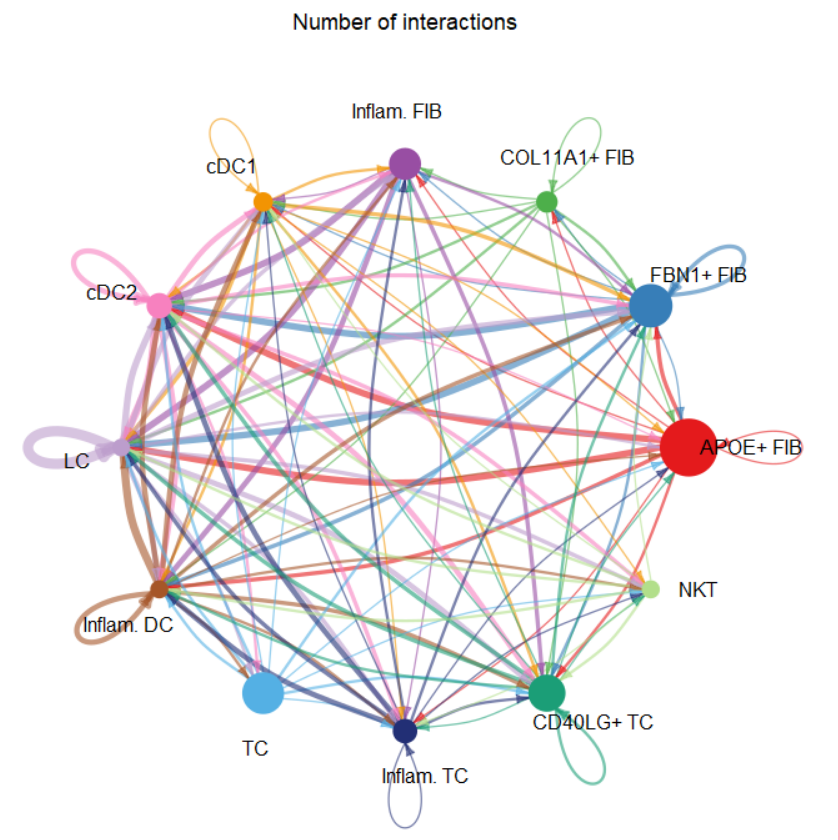 Number of interactions
Inflam. FIB
COL11A1+ FIB
cDC1
FBN1+ FIB
cDC2
APOE+ FIB
LC
NKT
Inflam. DC
CD40LG+ TC
TC
Inflam. TC